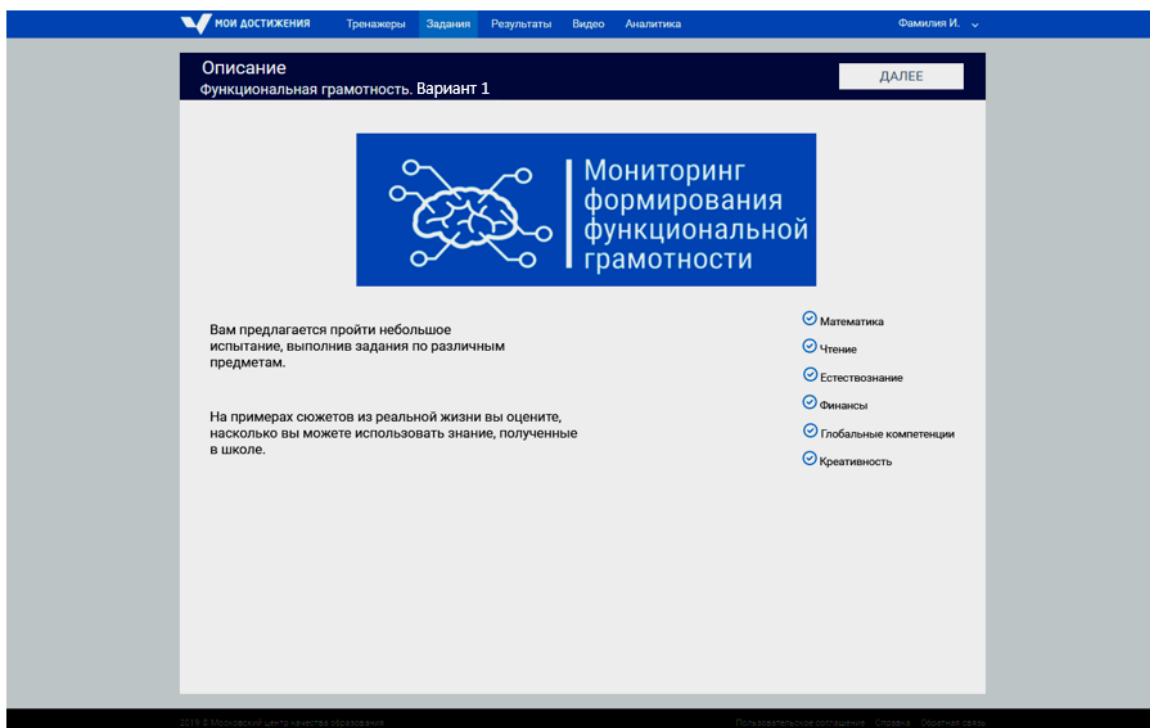 МОИ ДОСТИЖЕНИЯ Тренажеры Задания Результаты Видео Аналитика Фамилия И.
Описание
Функциональная грамотность. Вариант 1
ДАЛЕЕ
Мониторинг
формирования
функциональной
грамотности
Вам предлагается пройти небольшое
испытание, выполнив задания по различным
предметам.
На примерах сюжетов из реальной жизни вы оцените,
насколько вы можете использовать знание, полученные
в школе.
Математика
Чтение
Естествознание
Финансы
Глобальные компетенции
Креативность
2019 © Московский центр качества образования Пользовательское соглашение Справка Обратная связь